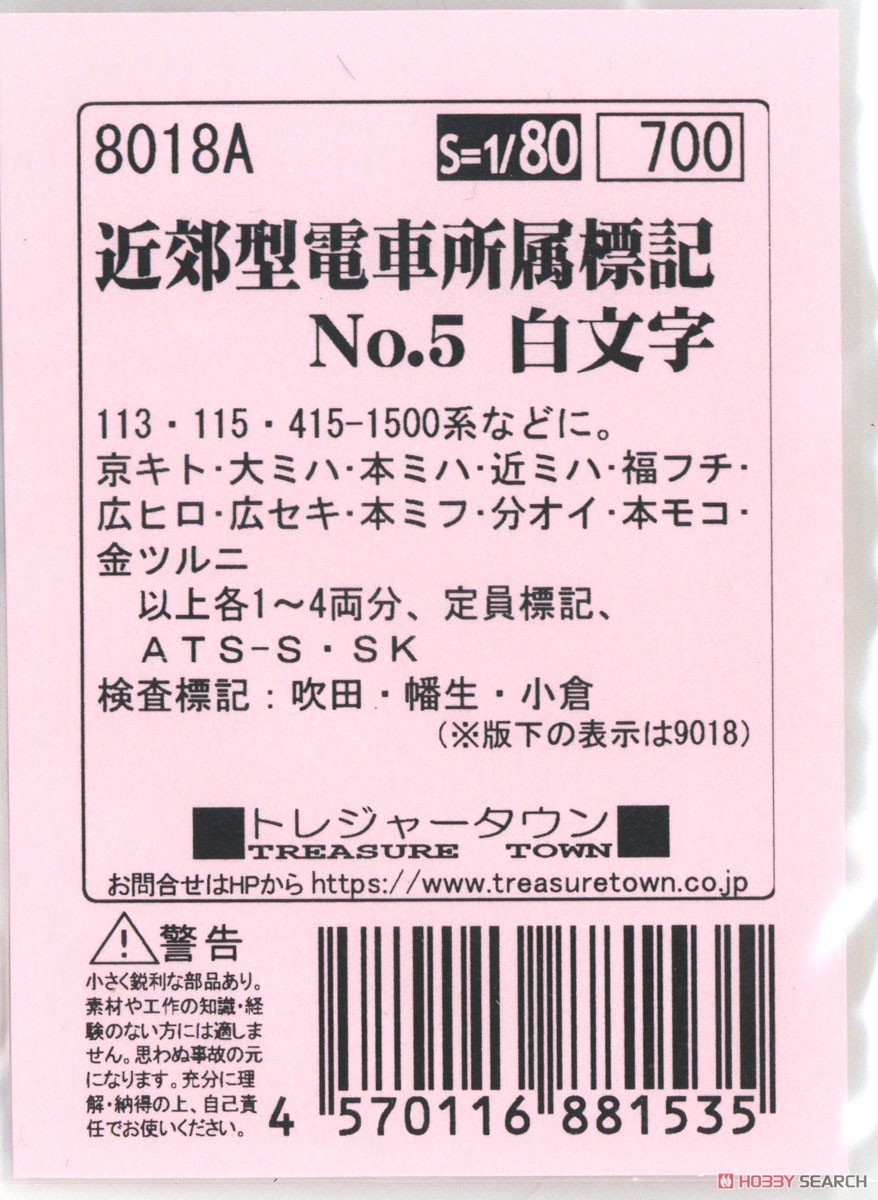 8018A S=1/80 700
近郊型電車所属標記
No.5 白文字
113・115・415-1500系などに。
京キト・大ミハ・本ミハ・近ミハ・福フチ・
広ヒロ・広セキ・本ミフ・分オイ・本モコ・
金ツルニ
以上各1～4両分、定員標記、
ATS-S・SK
検査標記：吹田・幡生・小倉
（※版下の表示は9018）
トレジャータウン
TREASURE TOWN
お問合せはHPから https://www.treasuretown.co.jp
警告
小さく鋭利な部品あり。
素材や工作の知識・経
験のない方には適しま
せん。思わぬ事故の元
になります。充分に理
解・納得の上、自己責
任でお使いください。
4 570116 881535
HOBBY SEARCH